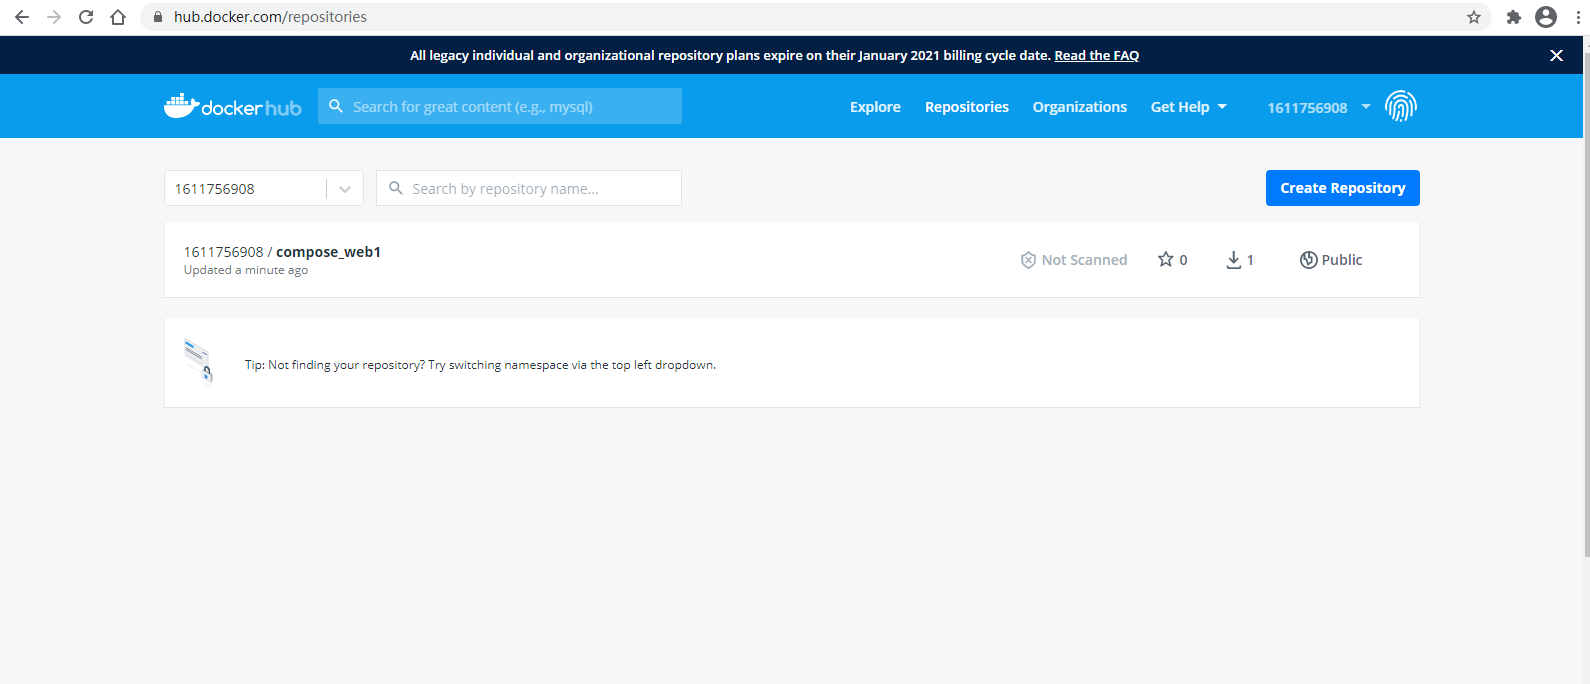 hub.docker.com/repositories
All legacy individual and organizational repository plans expire on their January 2021 billing cycle date. Read the FAQ
dockerhub Search for great content (e.g., mysql) Explore Repositories Organizations Get Help 1611756908
1611756908 Search by repository name... Create Repository
1611756908 / compose_web1
Updated a minute ago
Not Scanned 0 1 Public
Tip: Not finding your repository? Try switching namespace via the top left dropdown.